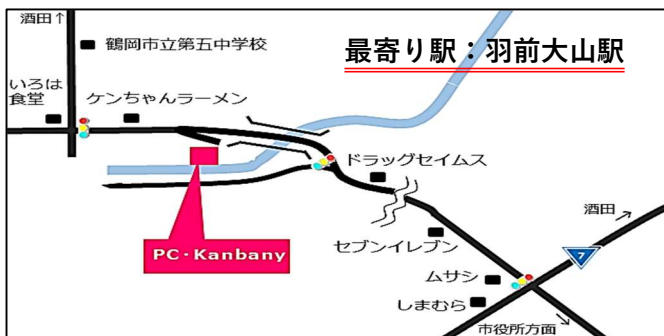 酒田↑
鶴岡市立第五中学校
最寄り駅：羽前大山駅
いろは
食堂
ケンちゃんラーメン
ドラッグセイムス
PC・Kanbany
セブンイレブン
酒田
7
ムサシ
しまむら
市役所方面